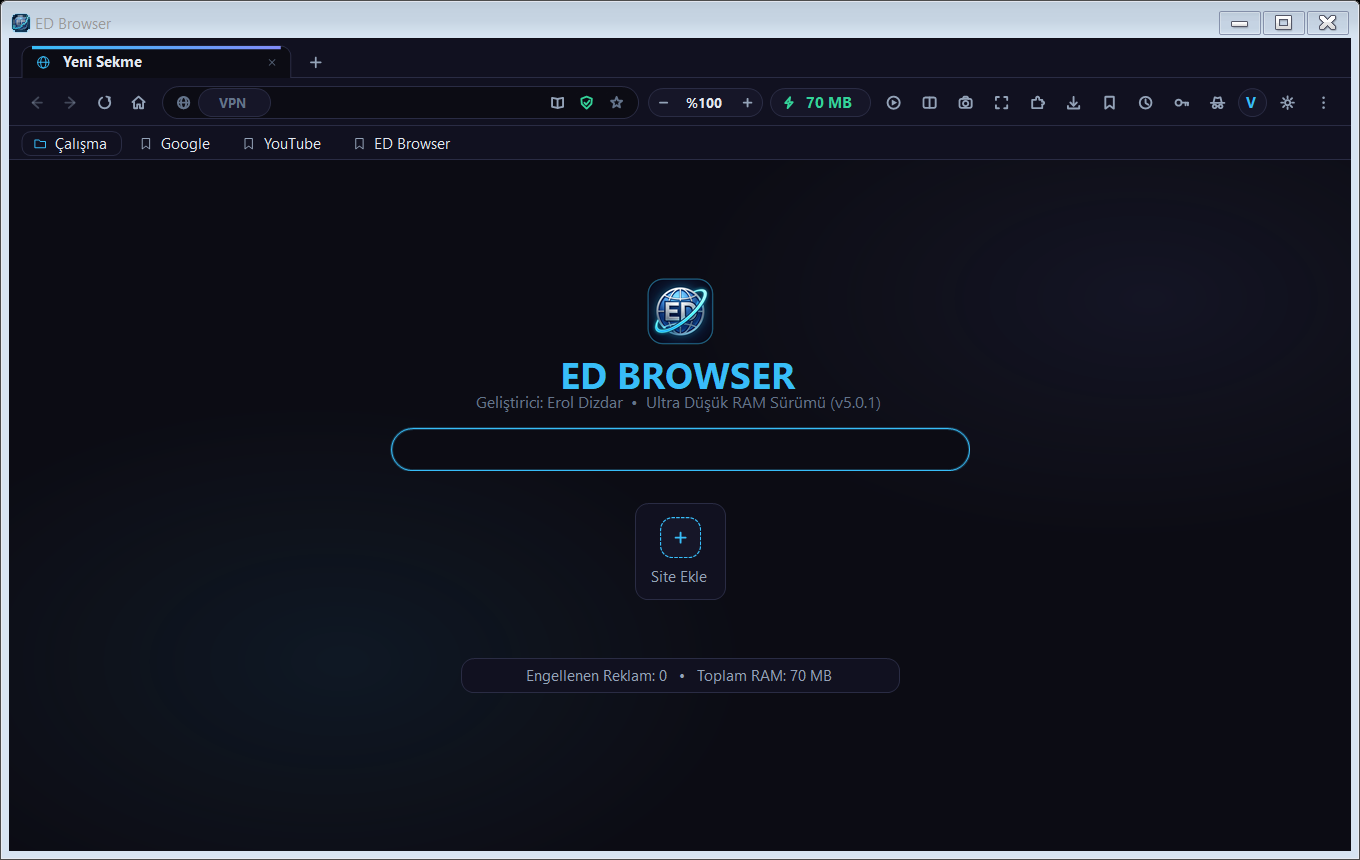 ED Browser
Yeni Sekme
VPN
%100
70 MB
V
Çalışma
Google
YouTube
ED Browser
ED
ED BROWSER
Geliştirici: Erol Dizdar • Ultra Düşük RAM Sürümü (v5.0.1)
Site Ekle
Engellenen Reklam: 0 • Toplam RAM: 70 MB